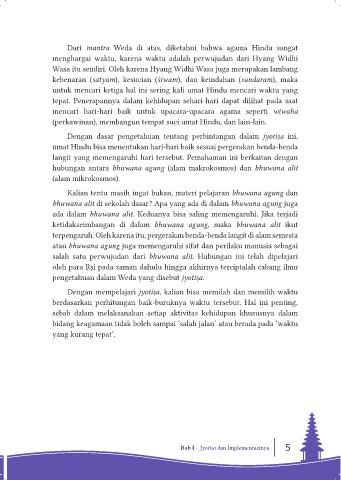 Dari mantra Weda di atas, diketahui bahwa agama Hindu sangat
menghargai waktu, karena waktu adalah perwujudan dari Hyang Widhi
Wasa itu sendiri. Oleh karena Hyang Widhi Wasa juga merupakan lambang
kebenaran (satyam), kesucian (śiwam), dan keindahan (sundaram), maka
untuk mencari ketiga hal ini sering kali umat Hindu mencari waktu yang
tepat. Penerapannya dalam kehidupan sehari-hari dapat dilihat pada saat
mencari hari-hari baik untuk upacara-upacara agama seperti wiwaha
(perkawinan), membangun tempat suci umat Hindu, dan lain-lain.
Dengan dasar pengetahuan tentang perbintangan dalam jyotiṣa ini,
umat Hindu bisa menentukan hari-hari baik sesuai pergerakan benda-benda
langit yang memengaruhi hari tersebut. Pemahaman ini berkaitan dengan
hubungan antara bhuwana agung (alam makrokosmos) dan bhuwana alit
(alam mikrokosmos).
Kalian tentu masih ingat bukan, materi pelajaran bhuwana agung dan
bhuwana alit di sekolah dasar? Apa yang ada di dalam bhuwana agung juga
ada dalam bhuwana alit. Keduanya bisa saling memengaruhi. Jika terjadi
ketidakseimbangan di dalam bhuwana agung, maka bhuwana alit ikut
terpengaruh. Oleh karena itu, pergerakan benda-benda langit di alam semesta
atau bhuwana agung juga memengaruhi sifat dan perilaku manusia sebagai
salah satu perwujudan dari bhuwana alit. Hubungan ini telah dipelajari
oleh para Ṛṣi pada zaman dahulu hingga akhirnya terciptalah cabang ilmu
pengetahuan dalam Weda yang disebut jyotiṣa.
Dengan mempelajari jyotiṣa, kalian bisa memilah dan memilih waktu
berdasarkan perhitungan baik-buruknya waktu tersebut. Hal ini penting,
sebab dalam melaksanakan setiap aktivitas kehidupan khususnya dalam
bidang keagamaan tidak boleh sampai ‘salah jalan’ atau berada pada ‘waktu
yang kurang tepat’.
Bab I - Jyotiṣa dan Implementasinya 5